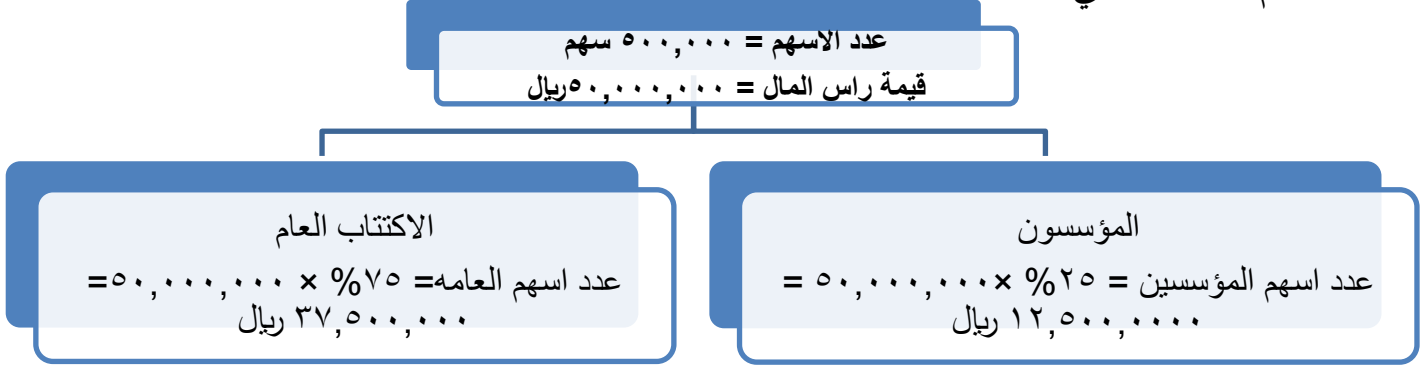 عدد الاسهم = ٥٠٠,٠٠٠ سهم
قيمة راس المال = ٥٠,٠٠٠,٠٠٠ريال
المؤسسون
عدد اسهم المؤسسين = ٢٥% ×٥٠,٠٠٠,٠٠٠ =
١٢,٥٠٠,٠٠٠٠ ريال
الاكتتاب العام
عدد اسهم العامه= ٧٥% × ٥٠,٠٠٠,٠٠٠=
٣٧,٥٠٠,٠٠٠ ريال